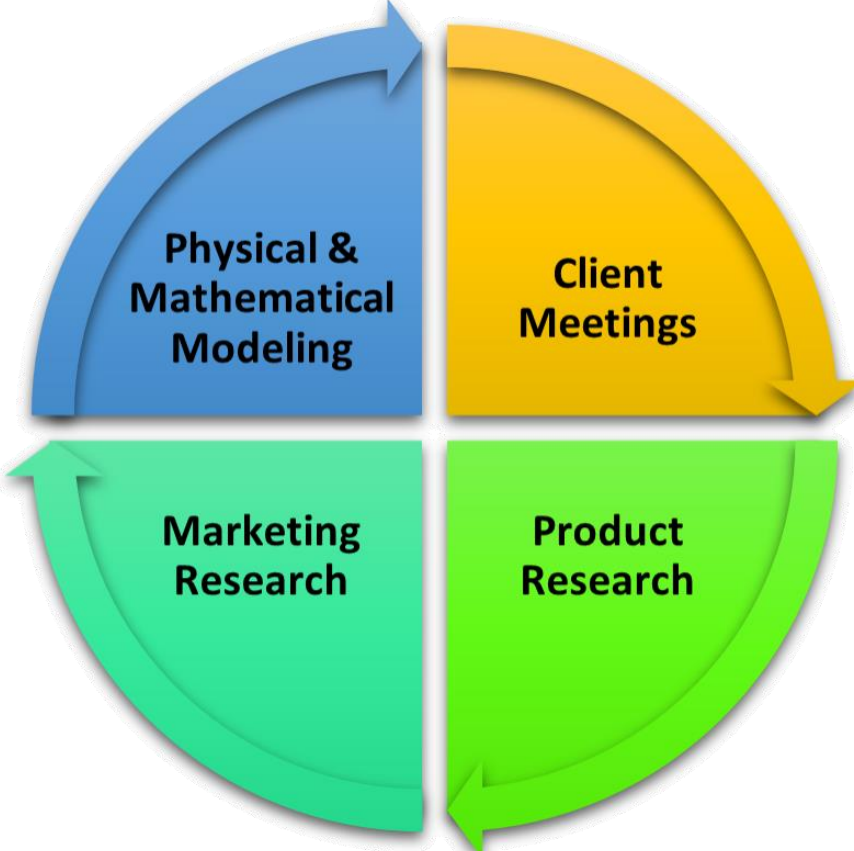 Physical &
Mathematical
Modeling
Client
Meetings
Marketing
Research
Product
Research